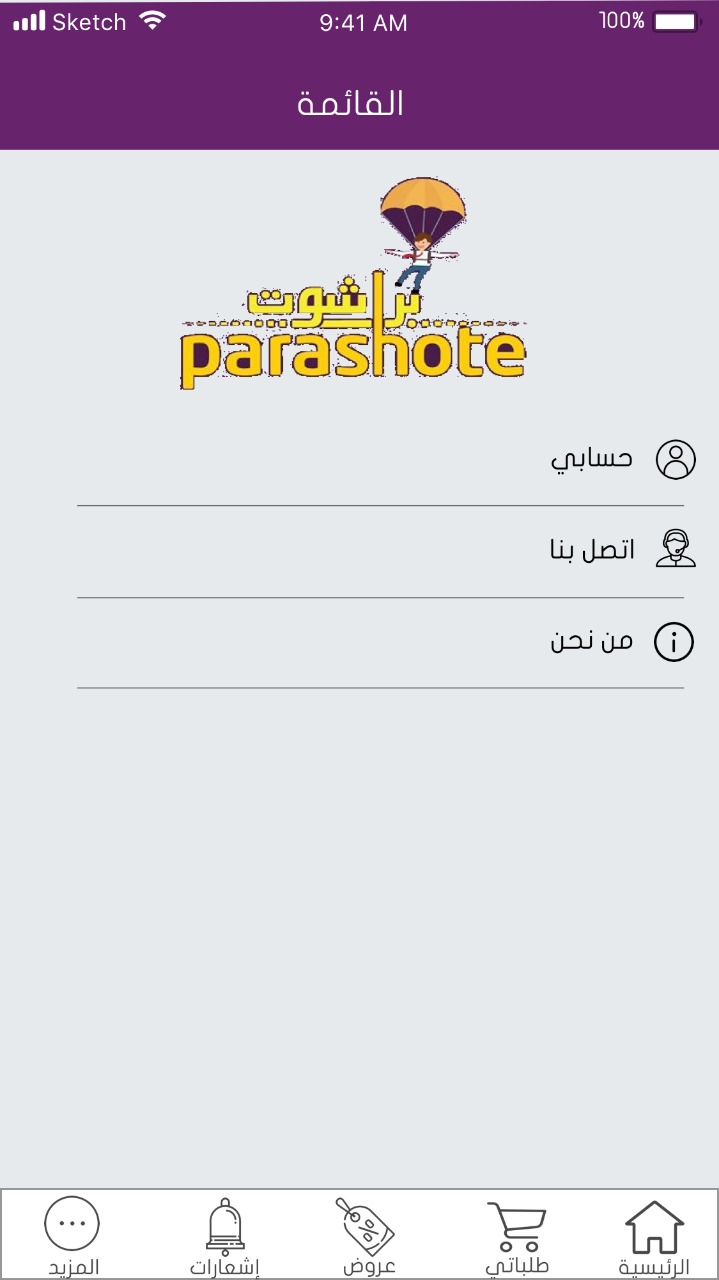 Sketch 9:41 AM 100%
القائمة
براشوت
parashote
حسابي
اتصل بنا
من نحن
الرئيسية طلباتي عروض إشعارات المزيد